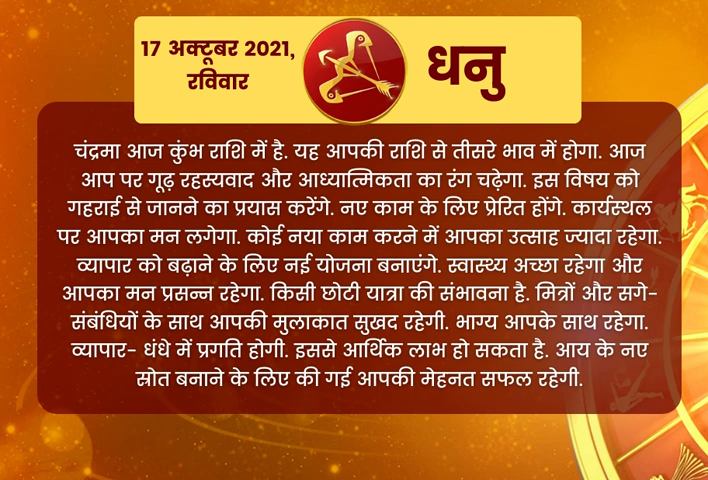 17 अक्टूबर 2021,
रविवार
धनु
चंद्रमा आज कुंभ राशि में है. यह आपकी राशि से तीसरे भाव में होगा. आज
आप पर गूढ़ रहस्यवाद और आध्यात्मिकता का रंग चढ़ेगा. इस विषय को
गहराई से जानने का प्रयास करेंगे. नए काम के लिए प्रेरित होंगे. कार्यस्थल
पर आपका मन लगेगा. कोई नया काम करने में आपका उत्साह ज्यादा रहेगा.
व्यापार को बढ़ाने के लिए नई योजना बनाएंगे. स्वास्थ्य अच्छा रहेगा और
आपका मन प्रसन्न रहेगा. किसी छोटी यात्रा की संभावना है. मित्रों और सगे-
संबंधियों के साथ आपकी मुलाकात सुखद रहेगी. भाग्य आपके साथ रहेगा.
व्यापार- धंधे में प्रगति होगी. इससे आर्थिक लाभ हो सकता है. आय के नए
स्रोत बनाने के लिए की गई आपकी मेहनत सफल रहेगी.